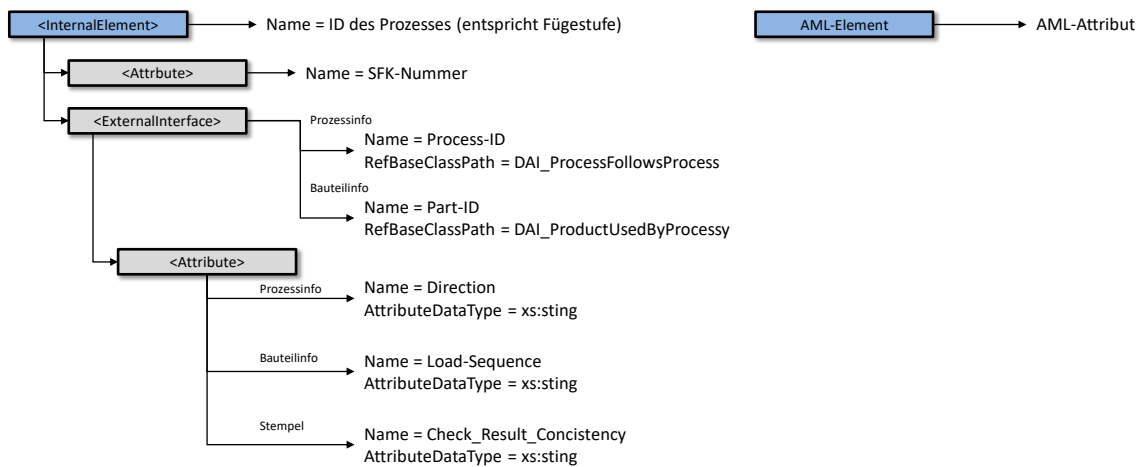 <InternalElement>
Name = ID des Prozesses (entspricht Fügestufe)
AML-Element
AML-Attribut
<Attrbute>
Name = SFK-Nummer
<ExternalInterface>
Prozessinfo
Name = Process-ID
RefBaseClassPath = DAI_ProcessFollowsProcess
Bauteilinfo
Name = Part-ID
RefBaseClassPath = DAI_ProductUsedByProcessy
<Attribute>
Prozessinfo
Name = Direction
AttributeDataType = xs:sting
Bauteilinfo
Name = Load-Sequence
AttributeDataType = xs:sting
Stempel
Name = Check_Result_Concistency
AttributeDataType = xs:sting